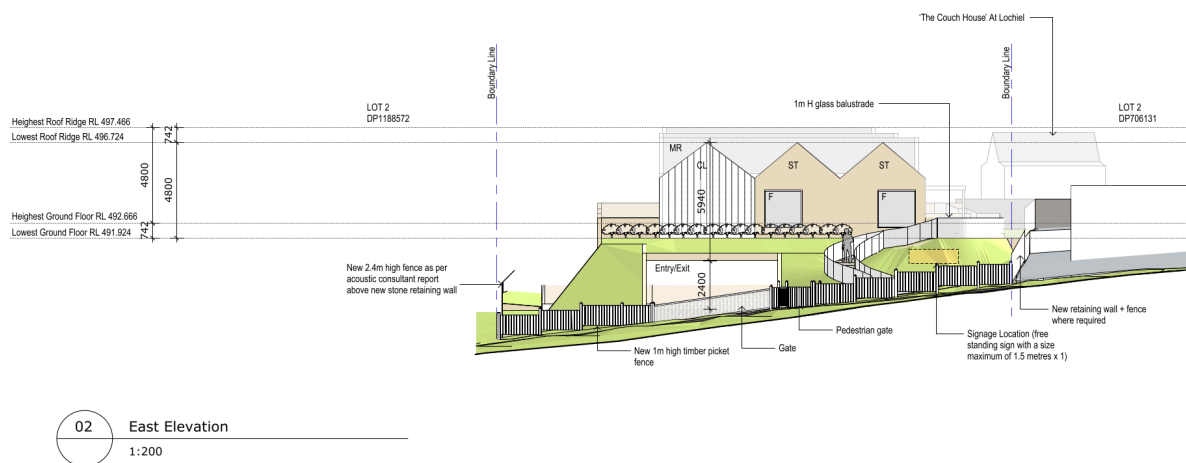 'The Couch House' At Lochiel
Boundary Line
Boundary Line
LOT 2
DP1188572
1m H glass balustrade
LOT 2
DP706131
Heighest Roof Ridge RL 497.466
Lowest Roof Ridge RL 496.724
742
MR
CL
ST
ST
4800
4800
F
F
5940
Heighest Ground Floor RL 492.666
Lowest Ground Floor RL 491.924
742
New 2.4m high fence as per
acoustic consultant report
above new stone retaining wall
Entry/Exit
2400
New retaining wall + fence
where required
Pedestrian gate
Signage Location (free
standing sign with a size
maximum of 1.5 metres x 1)
Gate
New 1m high timber picket
fence
02
East Elevation
1:200